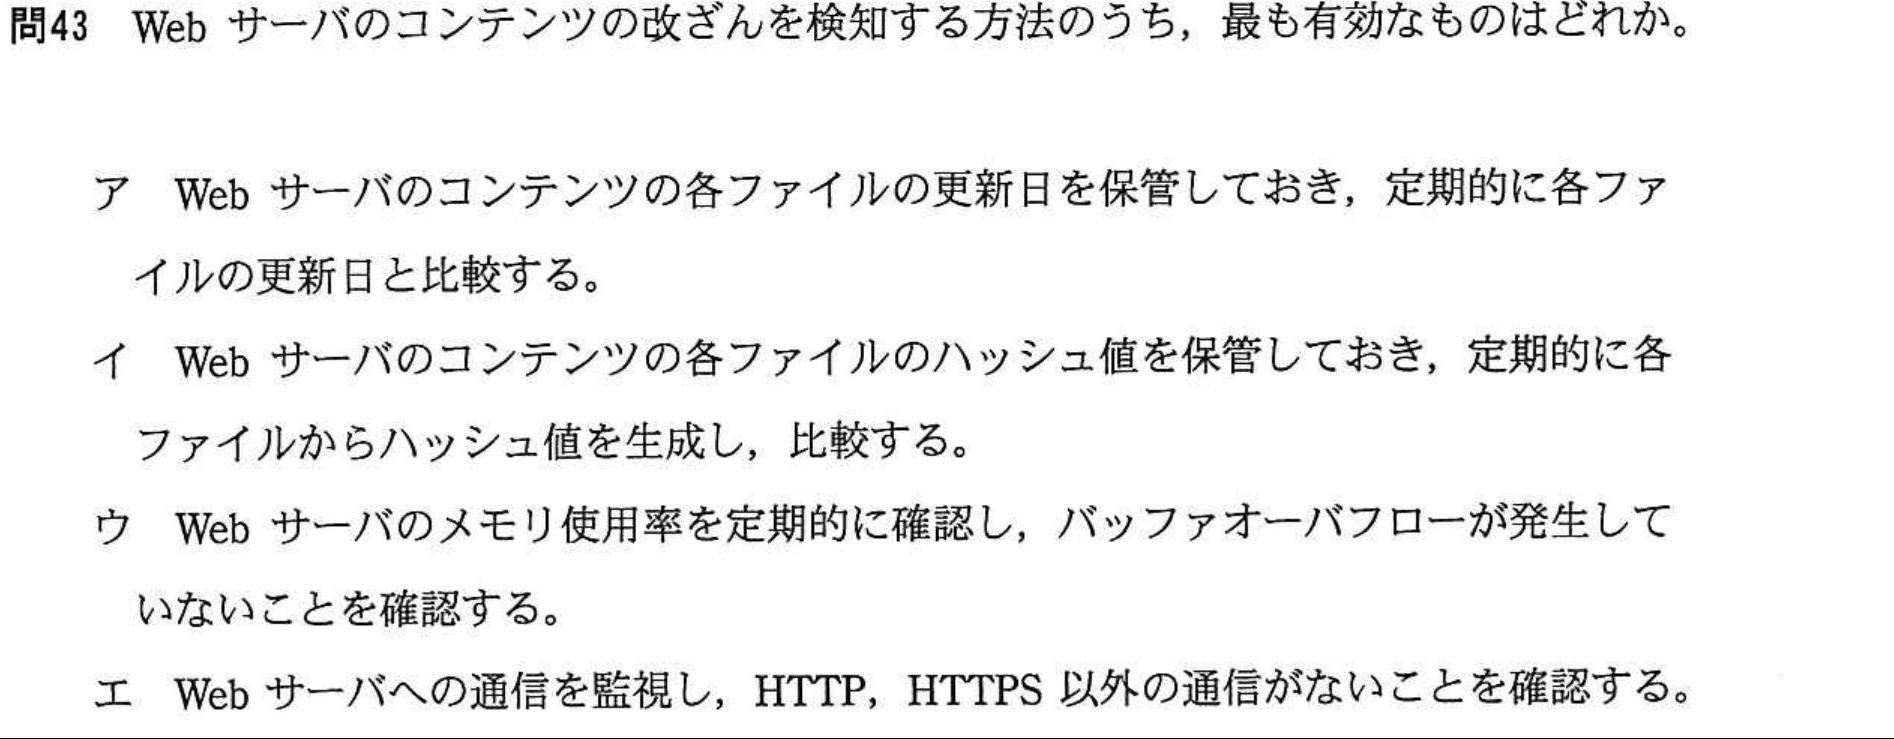 問43 Web サーバのコンテンツの改ざんを検知する方法のうち，最も有効なものはどれか。
ア Web サーバのコンテンツの各ファイルの更新日を保管しておき，定期的に各ファ
イルの更新日と比較する。
イ Web サーバのコンテンツの各ファイルのハッシュ値を保管しておき，定期的に各
ファイルからハッシュ値を生成し，比較する。
ウ Web サーバのメモリ使用率を定期的に確認し，バッファオーバフローが発生して
いないことを確認する。
エ Web サーバへの通信を監視し，HTTP，HTTPS 以外の通信がないことを確認する。